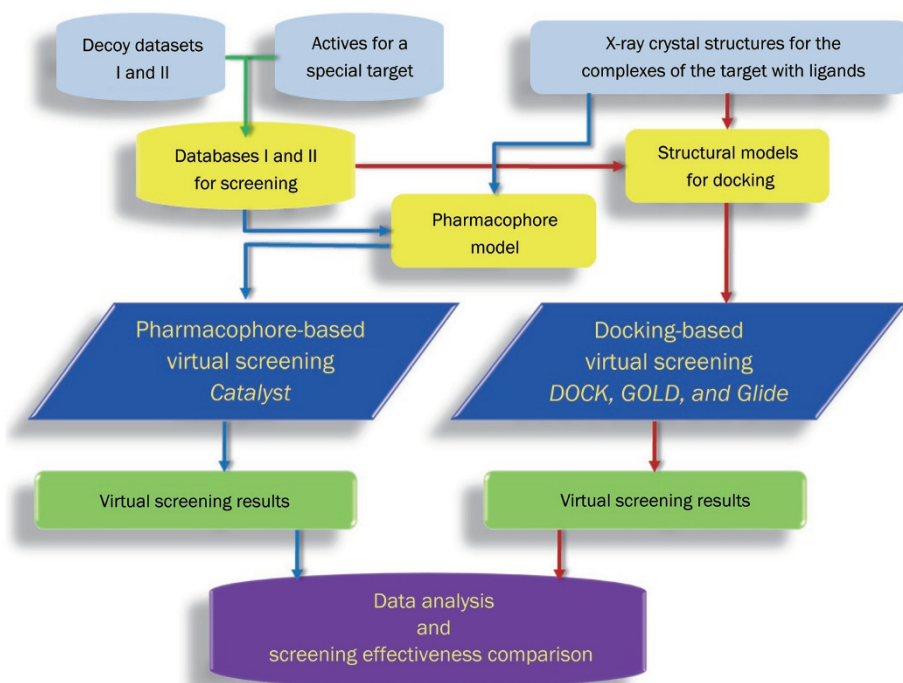 Decoy datasets
I and II
Actives for a
special target
X-ray crystal structures for the
complexes of the target with ligands
Databases I and II
for screening
Structural models
for docking
Pharmacophore
model
Pharmacophore-based
virtual screening
Catalyst
Docking-based
virtual screening
DOCK, GOLD, and Glide
Virtual screening results
Virtual screening results
Data analysis
and
screening effectiveness comparison